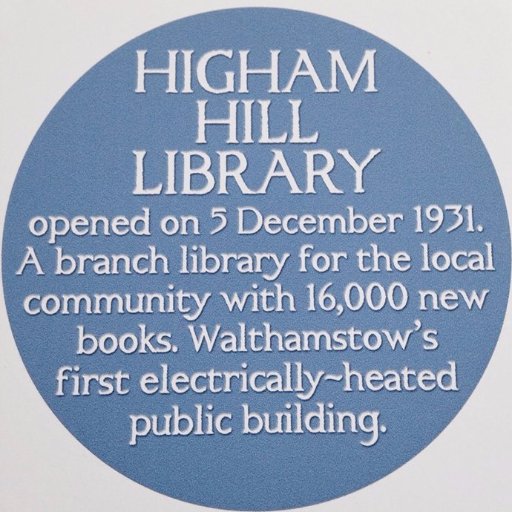 HIGHAM
HILL
LIBRARY
opened on 5 December 1931.
A branch library for the local
community with 16,000 new
books. Walthamstow's
first electrically~heated
public building.